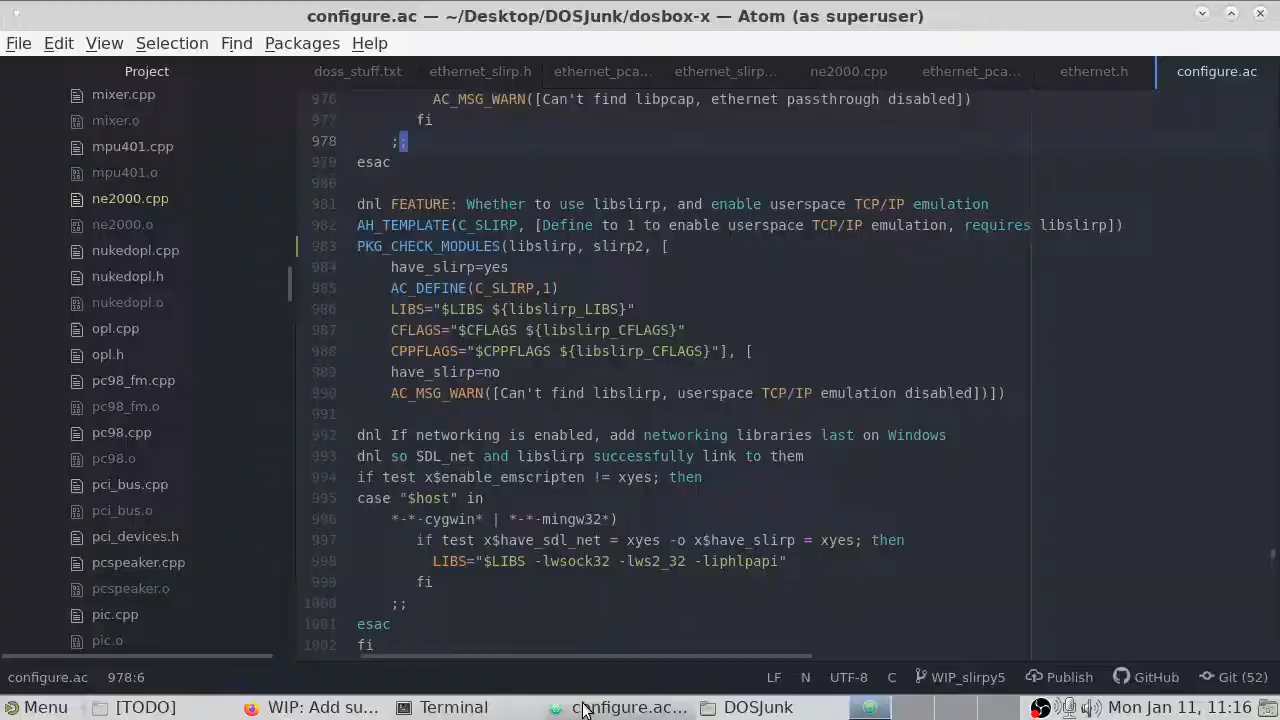 configure.ac — ~/Desktop/DOSJunk/dosbox-x — Atom (as superuser)
File Edit View Selection Find Packages Help
Project
doss_stuff.txt ethernet_slirp.h ethernet_pca... ethernet_slirp... ne2000.cpp ethernet_pca... ethernet.h configure.ac
mixer.cpp
mixer.o
mpu401.cpp
mpu401.o
ne2000.cpp
ne2000.o
nukedopl.cpp
nukedopl.h
nukedopl.o
opl.cpp
opl.h
pc98_fm.cpp
pc98_fm.o
pc98.cpp
pc98.o
pci_bus.cpp
pci_bus.o
pci_devices.h
pcspeaker.cpp
pcspeaker.o
pic.cpp
pic.o
976 AC_MSG_WARN([Can't find libpcap, ethernet passthrough disabled])
977 fi
978 ;;
979 esac
980
981 dnl FEATURE: Whether to use libslirp, and enable userspace TCP/IP emulation
982 AH_TEMPLATE(C_SLIRP, [Define to 1 to enable userspace TCP/IP emulation, requires libslirp])
983 PKG_CHECK_MODULES(libslirp, slirp2, [
984 have_slirp=yes
985 AC_DEFINE(C_SLIRP,1)
986 LIBS="$LIBS ${libslirp_LIBS}"
987 CFLAGS="$CFLAGS ${libslirp_CFLAGS}"
988 CPPFLAGS="$CPPFLAGS ${libslirp_CFLAGS}"], [
989 have_slirp=no
990 AC_MSG_WARN([Can't find libslirp, userspace TCP/IP emulation disabled])])
991
992 dnl If networking is enabled, add networking libraries last on Windows
993 dnl so SDL_net and libslirp successfully link to them
994 if test x$enable_emscripten != xyes; then
995 case "$host" in
996 *-*-cygwin* | *-*-mingw32*)
997 if test x$have_sdl_net = xyes -o x$have_slirp = xyes; then
998 LIBS="$LIBS -lwsock32 -lws2_32 -liphlpapi"
999 fi
1000 ;;
1001 esac
1002 fi
configure.ac 978:6 LF N UTF-8 C WIP_slirpy5 Publish GitHub Git (52)
Menu [TODO] WIP: Add su... Terminal configure.ac... DOSJunk Mon Jan 11, 11:16